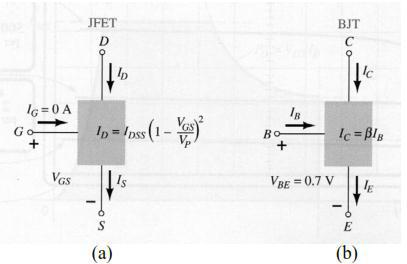 JFET
D
I_D
I_G = 0 A
G
+
I_D = I_DSS (1 − V_GS/V_P)²
V_GS
I_S
−
S
(a)
BJT
C
I_C
I_B
B
+
I_C = βI_B
V_BE = 0.7 V
I_E
−
E
(b)